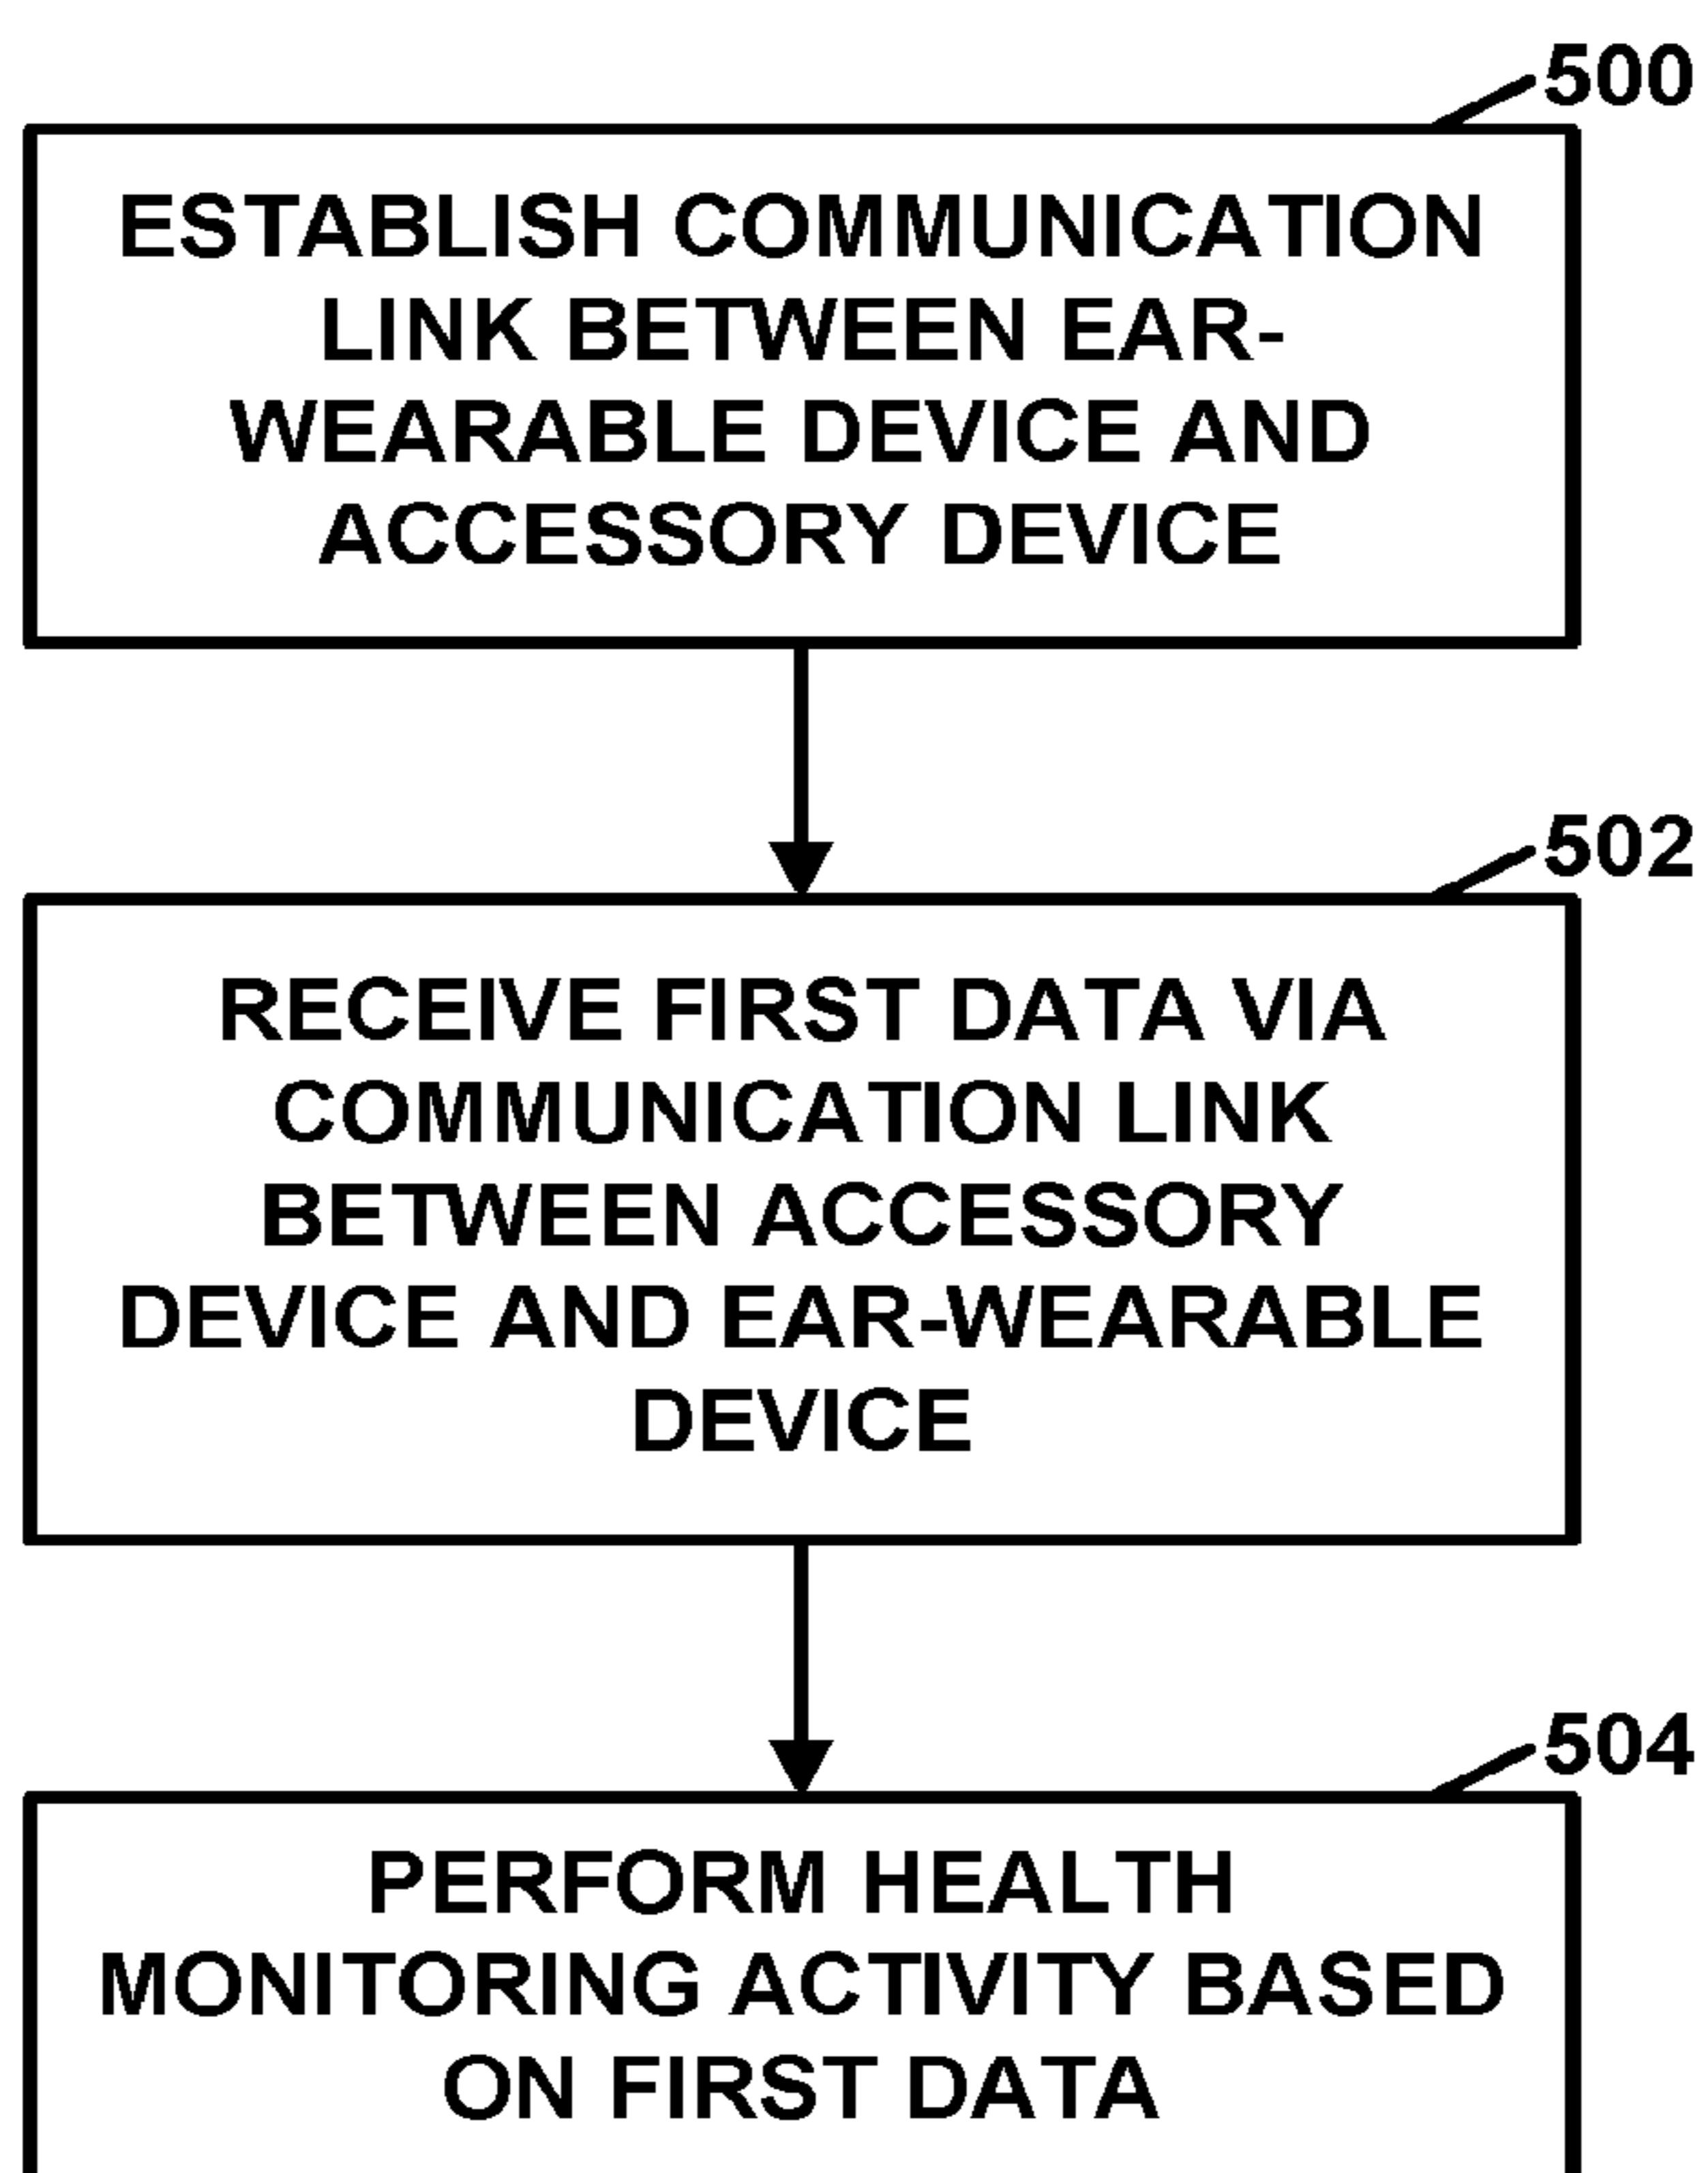 500
ESTABLISH COMMUNICATION
LINK BETWEEN EAR-
WEARABLE DEVICE AND
ACCESSORY DEVICE
502
RECEIVE FIRST DATA VIA
COMMUNICATION LINK
BETWEEN ACCESSORY
DEVICE AND EAR-WEARABLE
DEVICE
504
PERFORM HEALTH
MONITORING ACTIVITY BASED
ON FIRST DATA